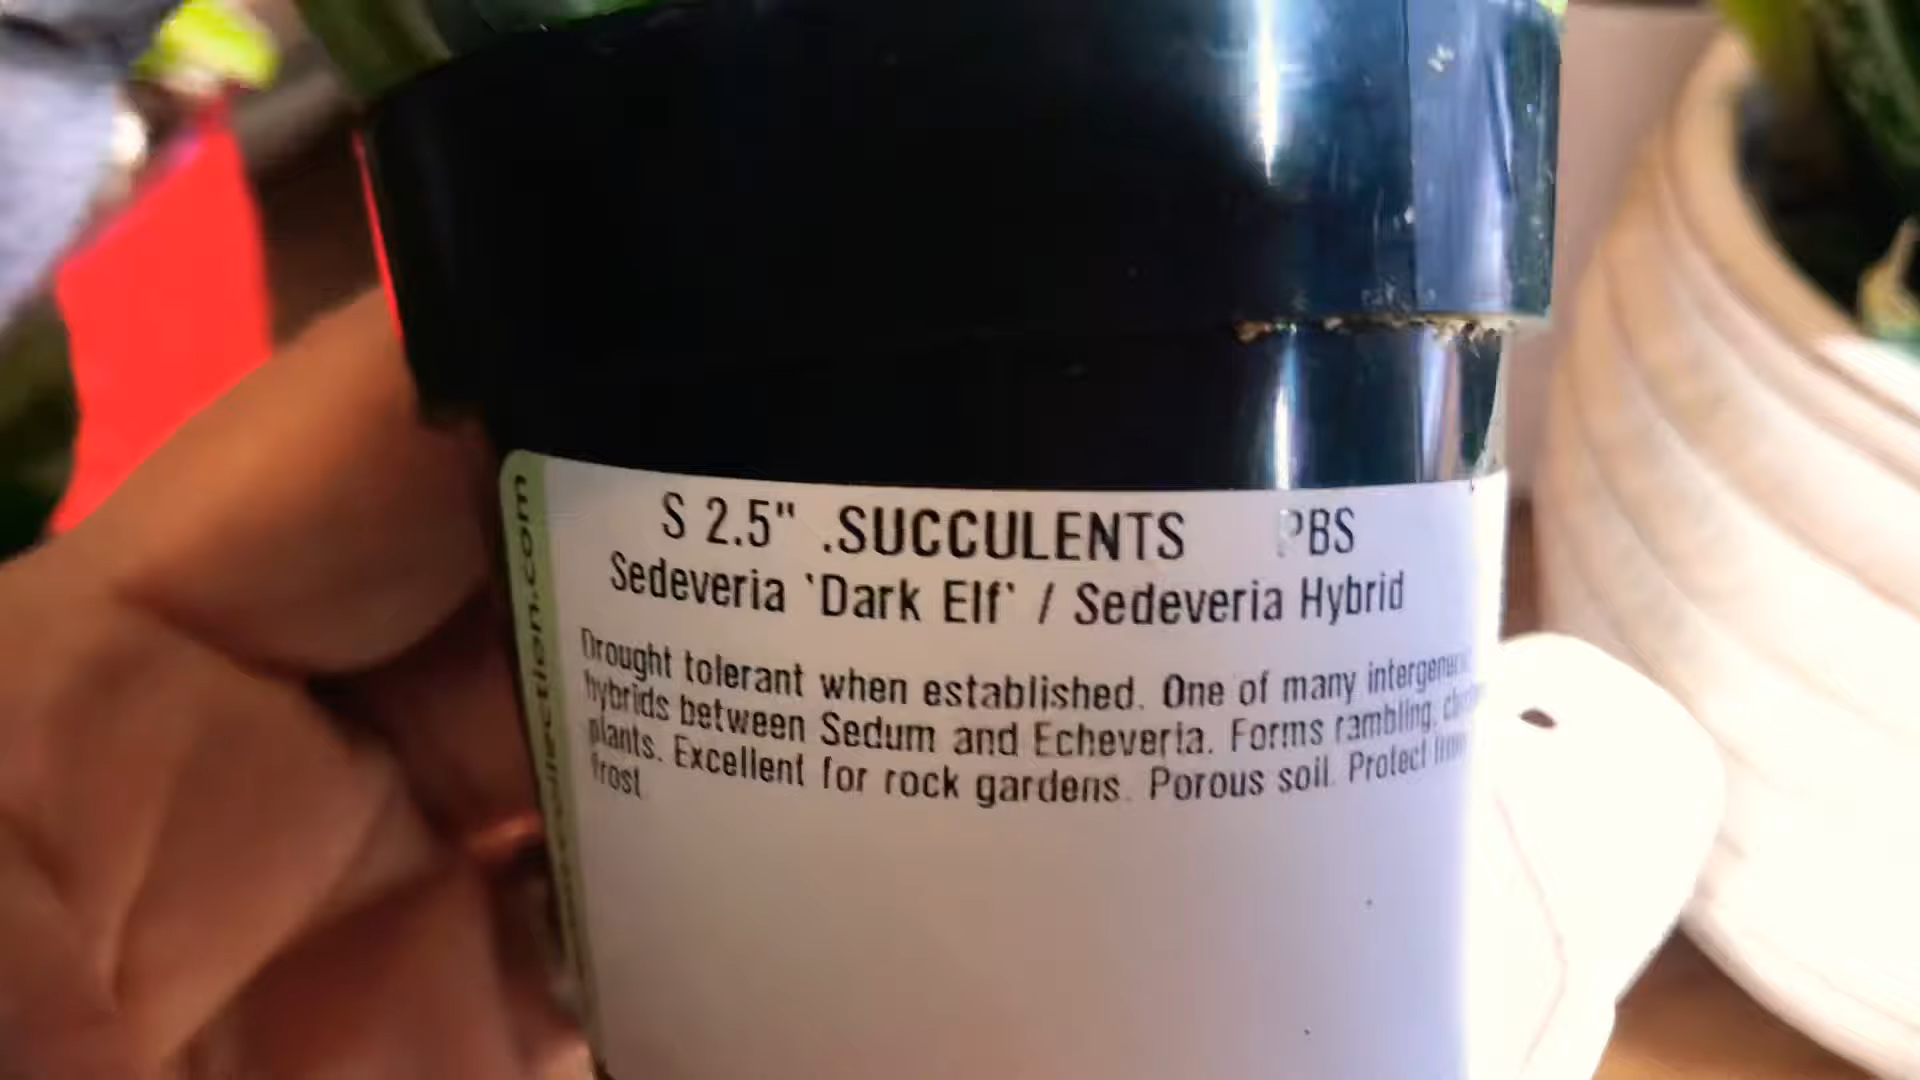 S 2.5" .SUCCULENTS PBS
Sedeveria 'Dark Elf' / Sedeveria Hybrid
Drought tolerant when established. One of many
hybrids between Sedum and Echeveria. Forms rambling,
plants. Excellent for rock gardens. Porous soil. Protect from
frost